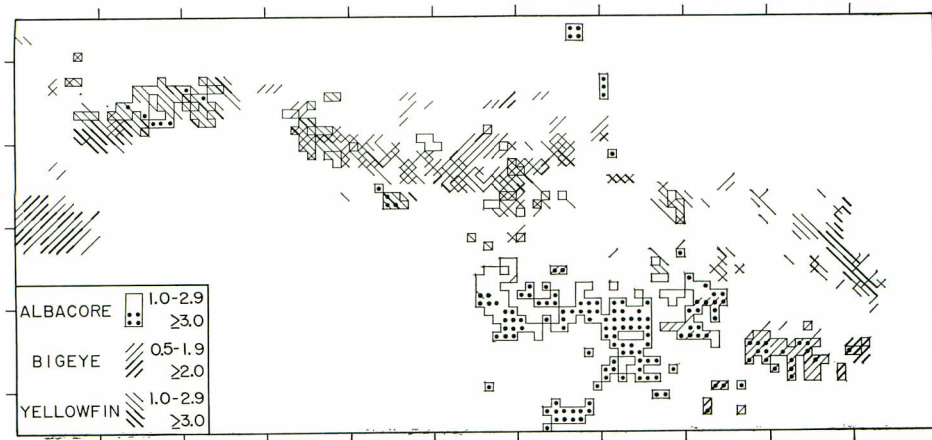 ALBACORE 1.0-2.9
≥3.0
BIGEYE 0.5-1.9
≥2.0
YELLOWFIN 1.0-2.9
≥3.0